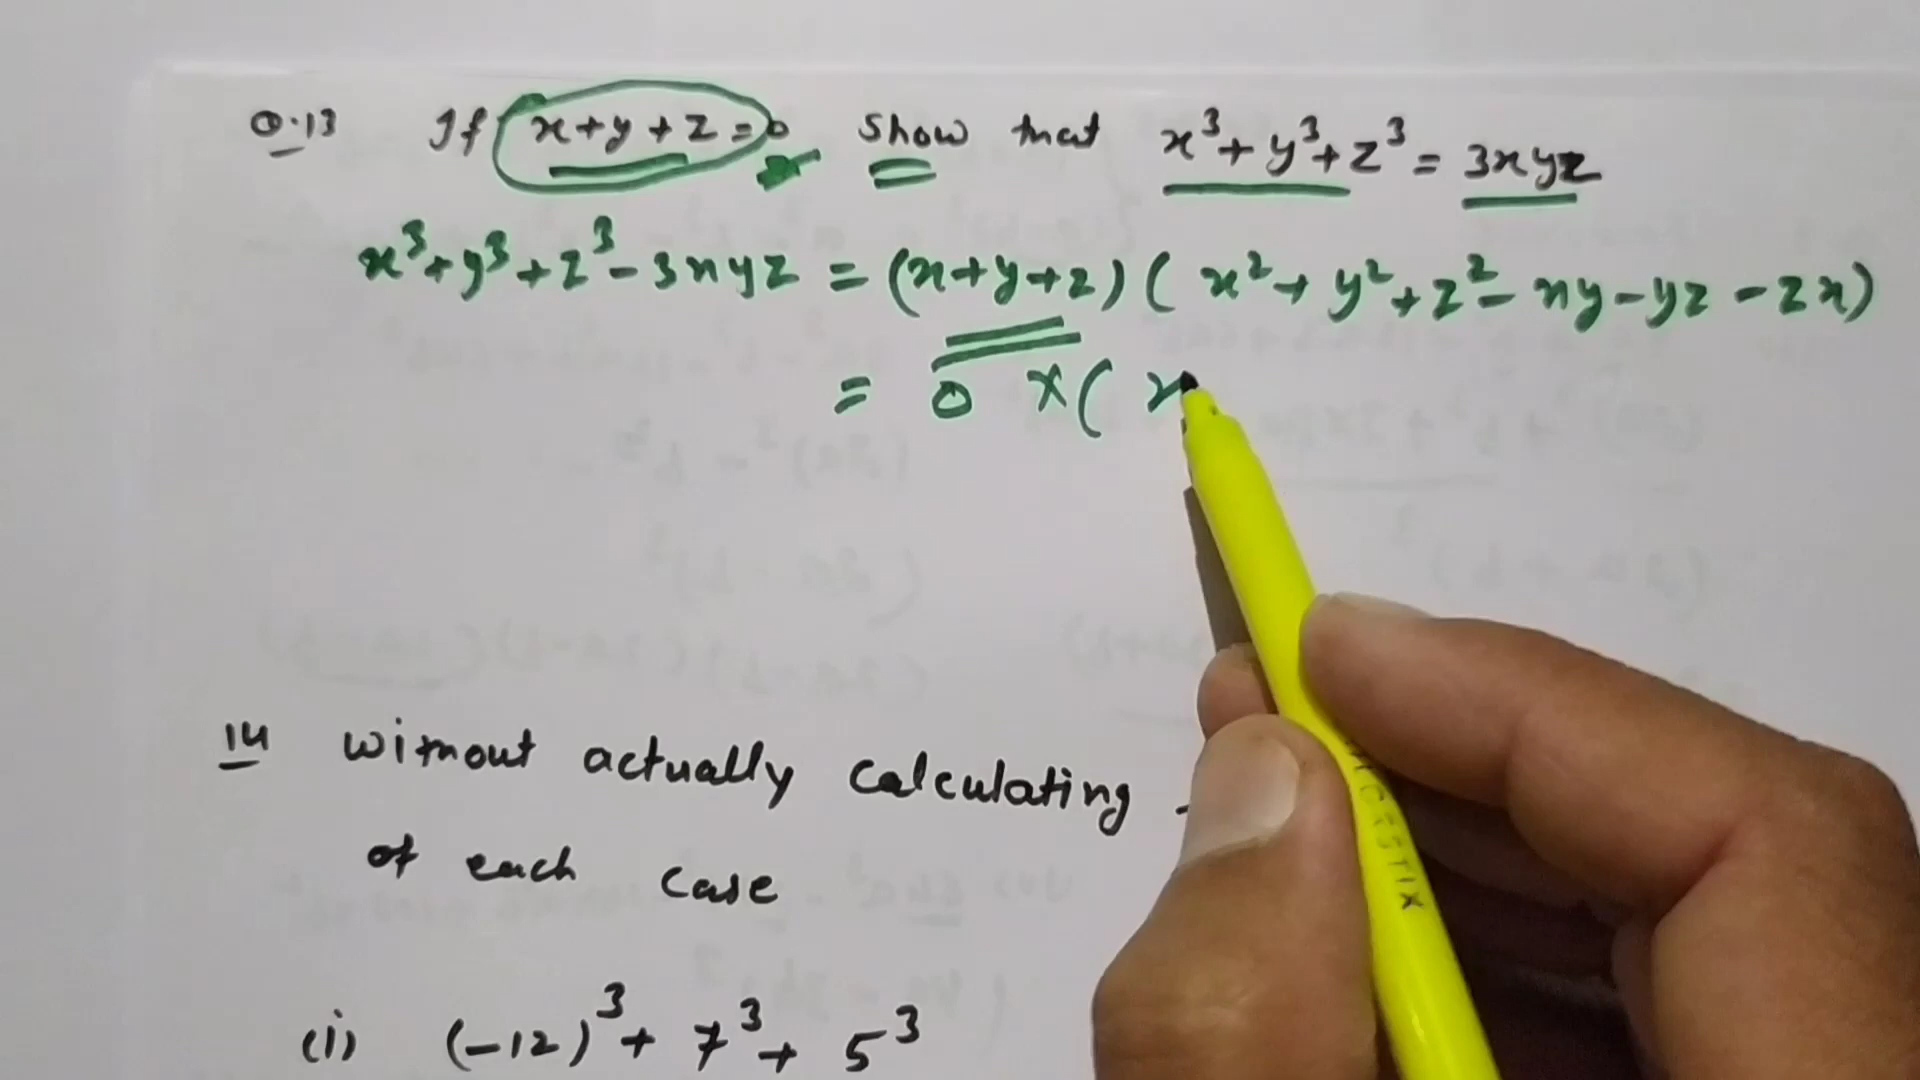 Q.13 If x+y+z=0 show that x³+y³+z³=3xyz
x³+y³+z³-3xyz = (x+y+z)(x²+y²+z²-xy-yz-zx)
= 0 ×( x
14 without actually calculating
of each case
(i) (-12)³+ 7³+ 5³